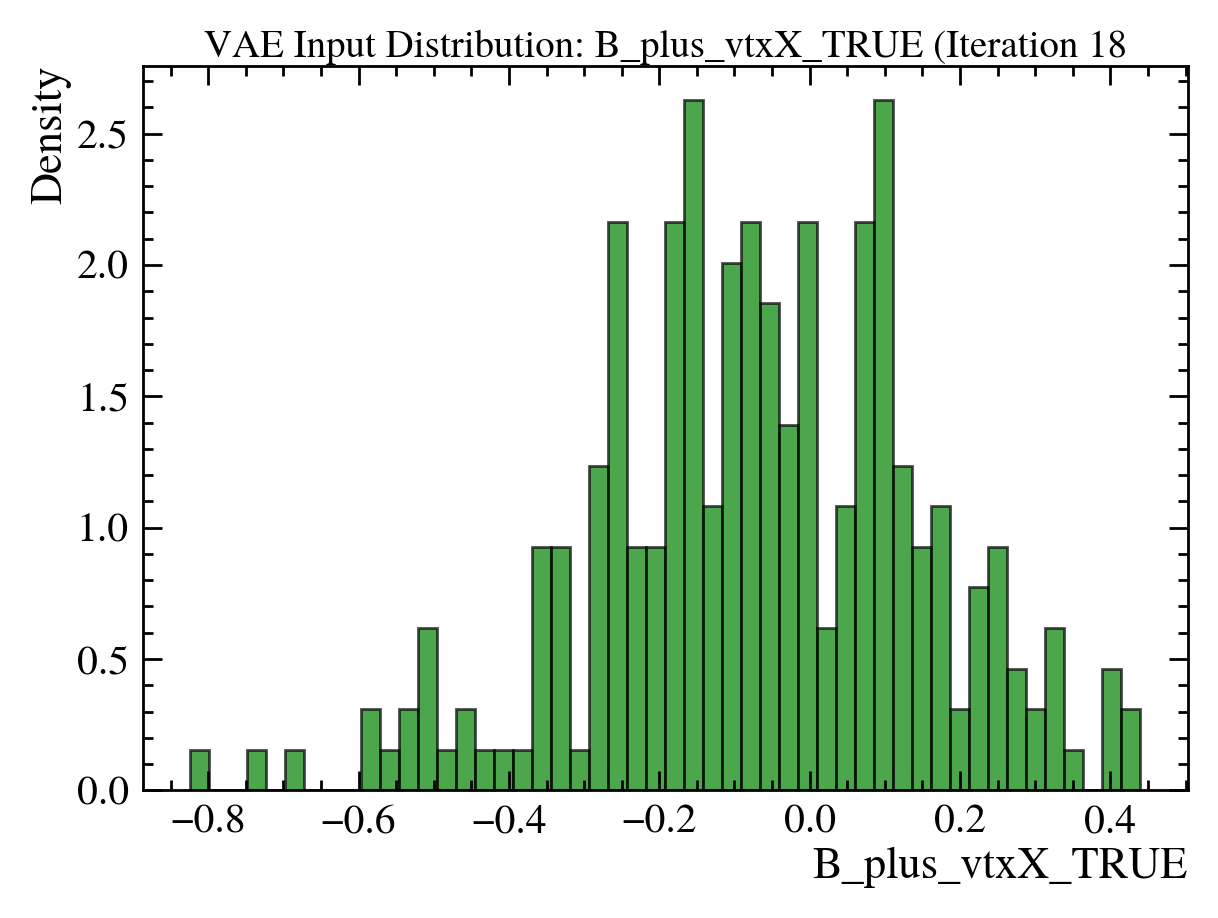 VAE Input Distribution: B_plus_vtxX_TRUE (Iteration 18
Density
2.5
2.0
1.5
1.0
0.5
0.0
−0.8 −0.6 −0.4 −0.2 0.0 0.2 0.4
B_plus_vtxX_TRUE